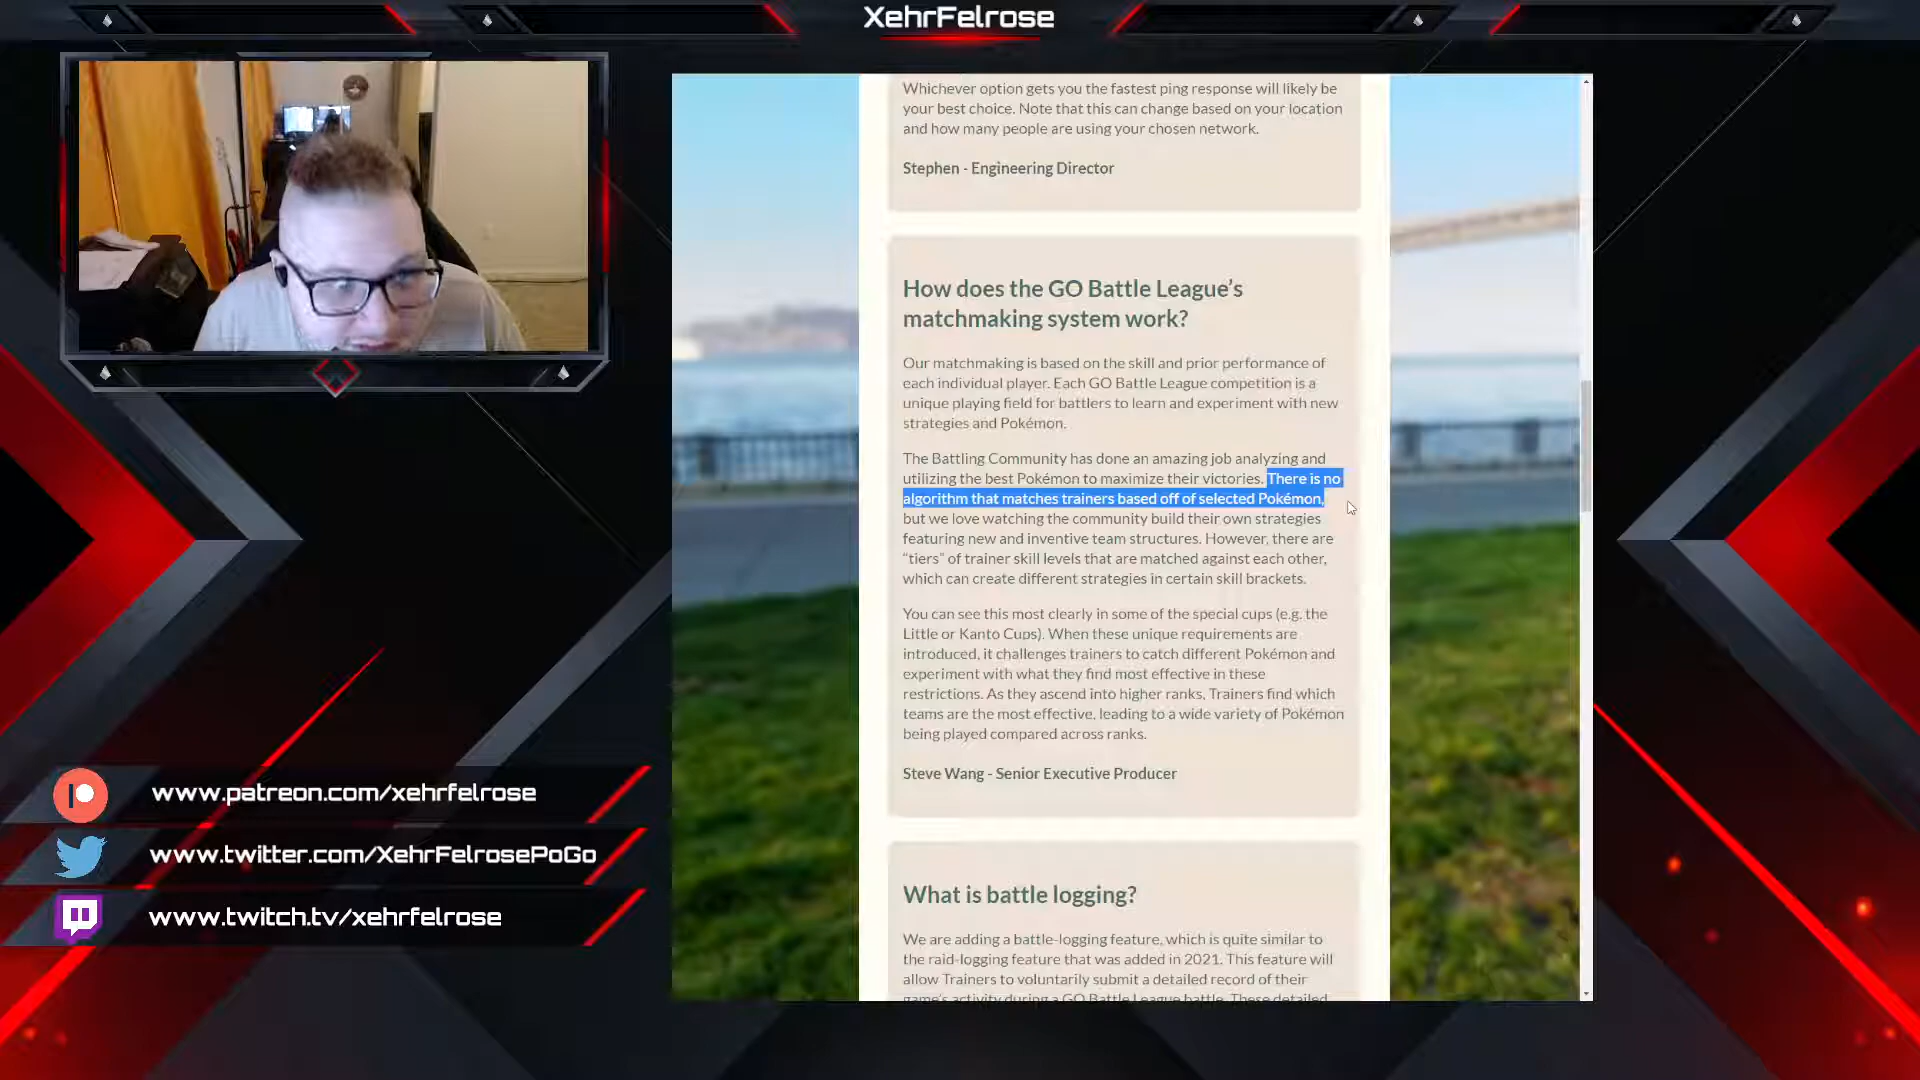 XehrFelrose
Whichever option gets you the fastest ping response will likely be
your best choice. Note that this can change based on your location
and how many people are using your chosen network.
Stephen - Engineering Director
How does the GO Battle League’s
matchmaking system work?
Our matchmaking is based on the skill and prior performance of
each individual player. Each GO Battle League competition is a
unique playing field for battlers to learn and experiment with new
strategies and Pokémon.
The Battling Community has done an amazing job analyzing and
utilizing the best Pokémon to maximize their victories. There is no
algorithm that matches trainers based off of selected Pokémon,
but we love watching the community build their own strategies
featuring new and inventive team structures. However, there are
“tiers” of trainer skill levels that are matched against each other,
which can create different strategies in certain skill brackets.
You can see this most clearly in some of the special cups (e.g. the
Little or Kanto Cups). When these unique requirements are
introduced, it challenges trainers to catch different Pokémon and
experiment with what they find most effective in these
restrictions. As they ascend into higher ranks, Trainers find which
teams are the most effective, leading to a wide variety of Pokémon
being played compared across ranks.
Steve Wang - Senior Executive Producer
What is battle logging?
We are adding a battle-logging feature, which is quite similar to
the raid-logging feature that was added in 2021. This feature will
allow Trainers to voluntarily submit a detailed record of their
game's activity during a GO Battle League battle. These detailed
www.patreon.com/xehrfelrose
www.twitter.com/XehrFelrosePoGo
www.twitch.tv/xehrfelrose